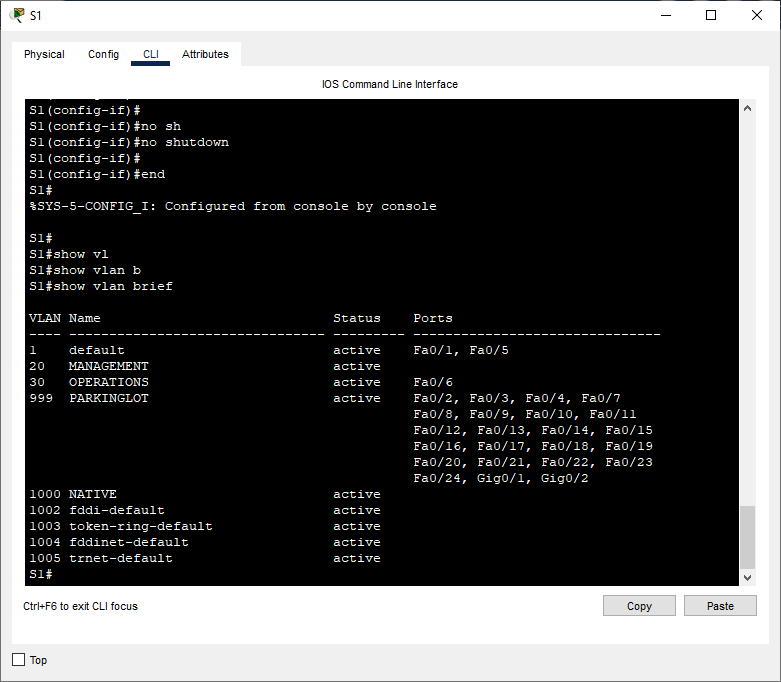 S1
Physical Config CLI Attributes
IOS Command Line Interface
S1(config-if)#
S1(config-if)#no sh
S1(config-if)#no shutdown
S1(config-if)#
S1(config-if)#end
S1#
%SYS-5-CONFIG_I: Configured from console by console
S1#
S1#show vl
S1#show vlan b
S1#show vlan brief
VLAN Name                             Status    Ports
---- -------------------------------- --------- -------------------------------
1    default                          active    Fa0/1, Fa0/5
20   MANAGEMENT                       active
30   OPERATIONS                       active    Fa0/6
999  PARKINGLOT                       active    Fa0/2, Fa0/3, Fa0/4, Fa0/7
                                                Fa0/8, Fa0/9, Fa0/10, Fa0/11
                                                Fa0/12, Fa0/13, Fa0/14, Fa0/15
                                                Fa0/16, Fa0/17, Fa0/18, Fa0/19
                                                Fa0/20, Fa0/21, Fa0/22, Fa0/23
                                                Fa0/24, Gig0/1, Gig0/2
1000 NATIVE                           active
1002 fddi-default                     active
1003 token-ring-default               active
1004 fddinet-default                  active
1005 trnet-default                    active
S1#
Ctrl+F6 to exit CLI focus
Copy Paste
Top